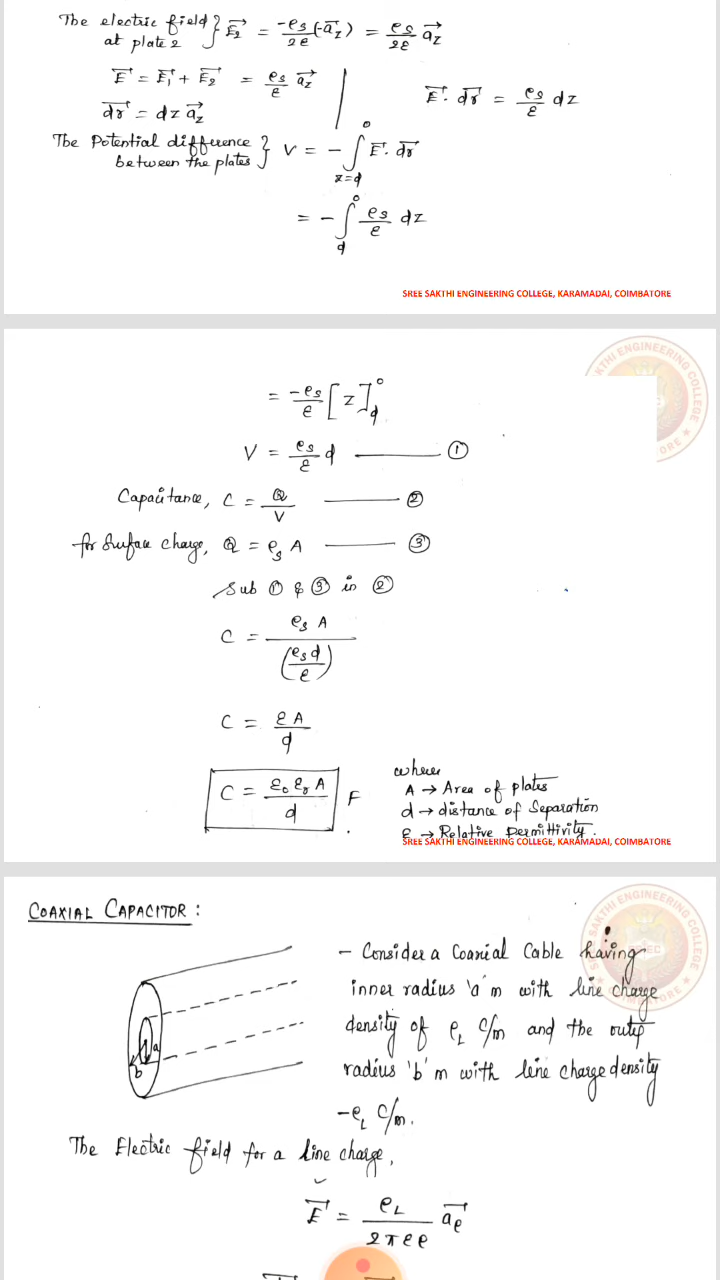 The electric field } E₂ = -ρs/2ε (-a_z) = ρs/2ε a_z
at plate 2
E = E₁ + E₂ = ρs/ε a_z
E · dr = ρs/ε dz
dr = dz a_z
The Potential difference } V = - ∫_{z=d}^{0} E · dr
between the plates
= - ∫_{d}^{0} ρs/ε dz
SREE SAKTHI ENGINEERING COLLEGE, KARAMADAI, COIMBATORE
= -ρs/ε [z]_{d}^{0}
V = ρs/ε d ——— ①
Capacitance, C = Q/V ——— ②
for Surface charge, Q = ρs A ——— ③
Sub ① & ③ in ②
C = ρs A / (ρs d/ε)
C = εA/d
C = ε₀ εr A / d F.
where
A → Area of plates
d → distance of Separation
ε → Relative permittivity.
SREE SAKTHI ENGINEERING COLLEGE, KARAMADAI, COIMBATORE
COAXIAL CAPACITOR :
- Consider a Coaxial Cable having
inner radius 'a' m with line charge
density of ρL C/m and the outer
radius 'b' m with line charge density
-ρL C/m.
a
b
The Electric field for a line charge,
E = ρL / 2περ a_ρ